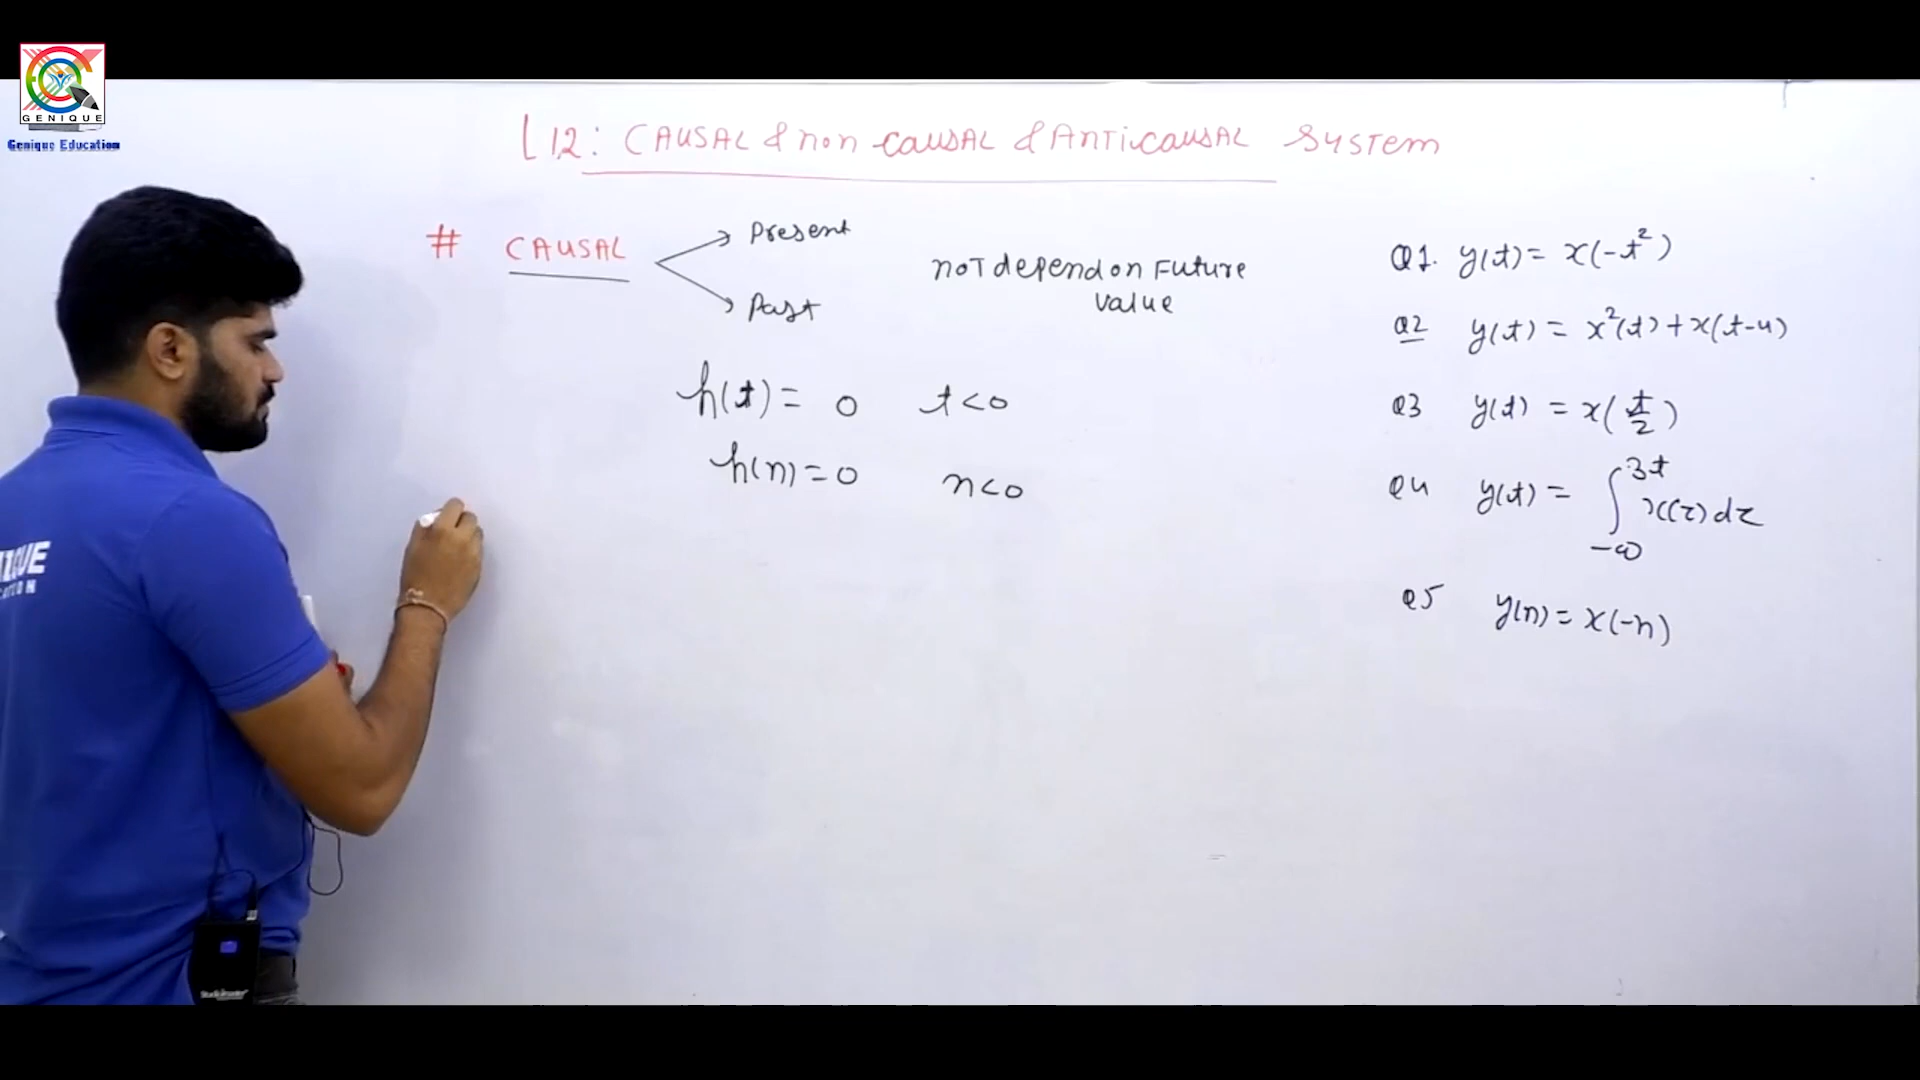 GENIQUE
Genique Education
L12: CAUSAL & non causAL & ANTicausAL System
# CAUSAL
Present
Past
noT depend on Future
value
h(t) = 0 t<0
h(n) = 0 n<0
Q1. y(t) = x(-t²)
Q2 y(t) = x²(t) + x(t-4)
Q3 y(t) = x(t/2)
Q4 y(t) = ∫_{-∞}^{3t} x(τ) dτ
Q5 y(n) = x(-n)